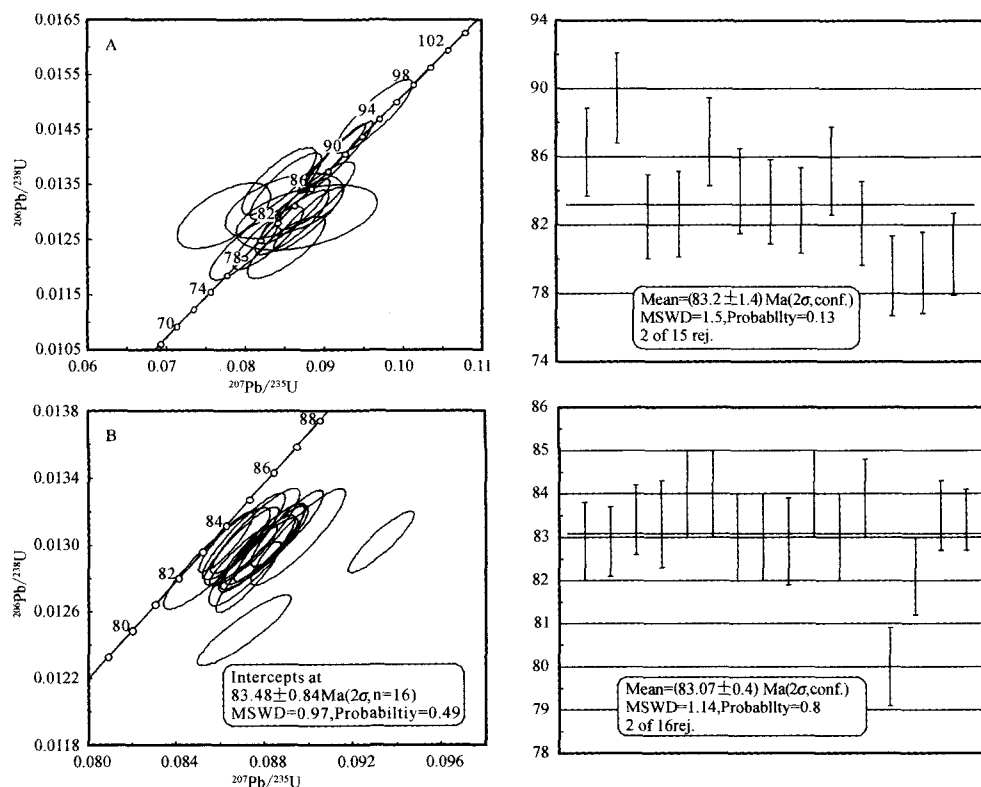 A
0.0165
0.0155
0.0145
0.0135
0.0125
0.0115
0.0105
²⁰⁶Pb/²³⁸U
102
98
94
90
86
82
78
74
70
0.06 0.07 0.08 0.09 0.10 0.11
²⁰⁷Pb/²³⁵U
94
90
86
82
78
74
Mean=(83.2±1.4) Ma(2σ,conf.)
MSWD=1.5,Probabllty=0.13
2 of 15 rej.
B
0.0138
0.0134
0.0130
0.0126
0.0122
0.0118
²⁰⁶Pb/²³⁸U
88
86
84
82
80
Intercepts at
83.48±0.84Ma(2σ,n=16)
MSWD=0.97,Probabiltiy=0.49
0.080 0.084 0.088 0.092 0.096
²⁰⁷Pb/²³⁵U
86
85
84
83
82
81
80
79
78
Mean=(83.07±0.4) Ma(2σ,conf.)
MSWD=1.14,Probabllty=0.8
2 of 16rej.